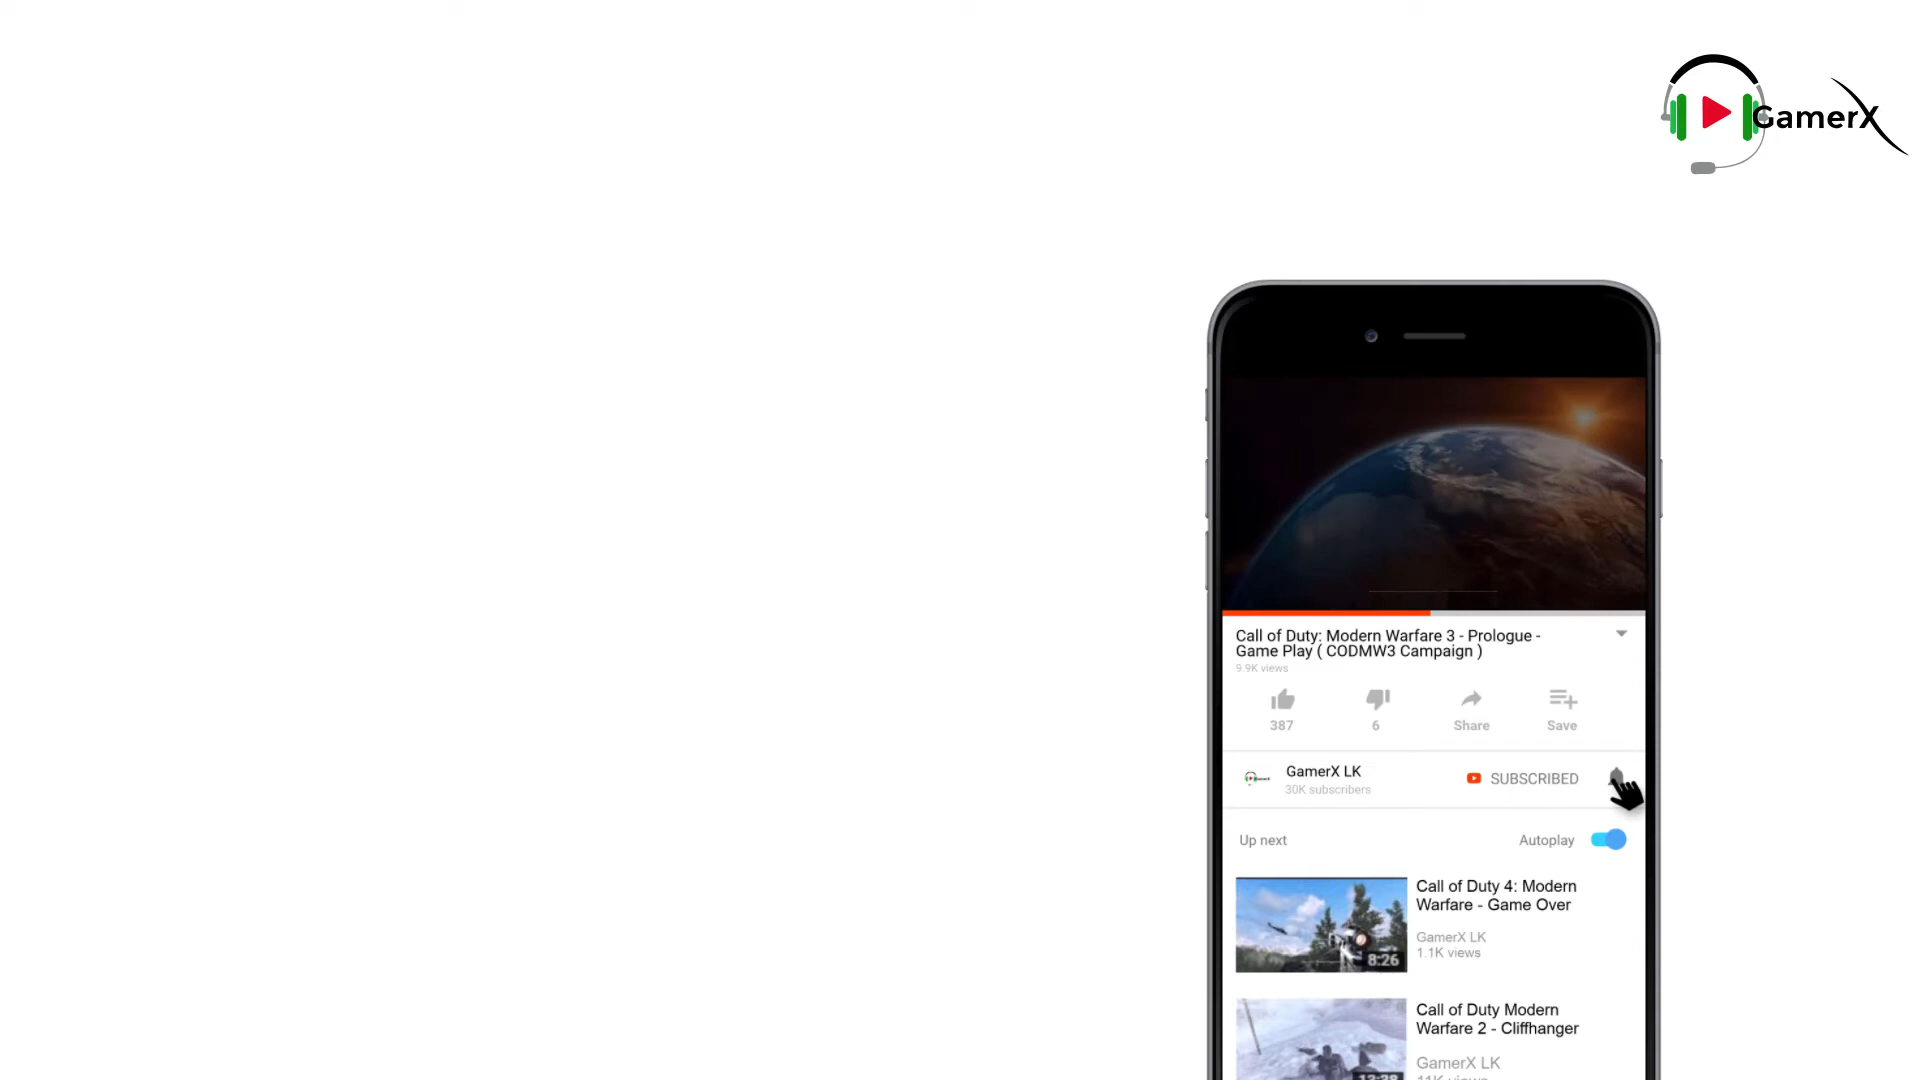 GamerX
Call of Duty: Modern Warfare 3 - Prologue -
Game Play ( CODMW3 Campaign )
9.9K views
387
6
Share
Save
GamerX LK
30K subscribers
SUBSCRIBED
Up next
Autoplay
Call of Duty 4: Modern
Warfare - Game Over
GamerX LK
1.1K views
8:26
Call of Duty Modern
Warfare 2 - Cliffhanger
GamerX LK
11K views